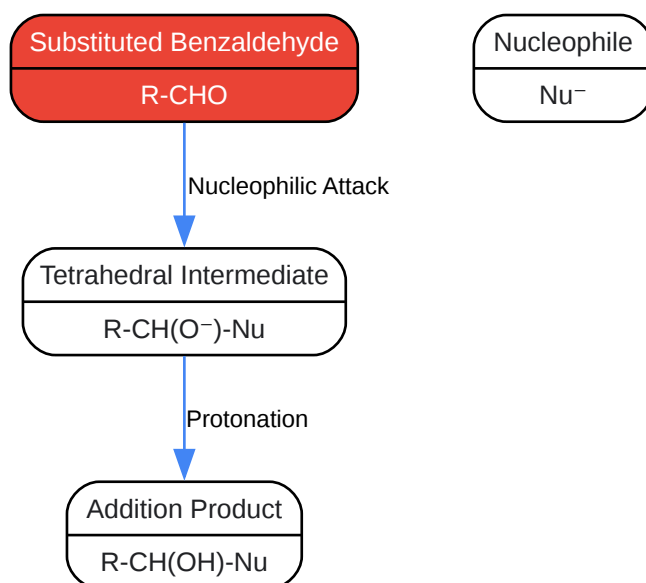 Substituted Benzaldehyde
R-CHO
Nucleophile
Nu⁻
Nucleophilic Attack
Tetrahedral Intermediate
R-CH(O⁻)-Nu
Protonation
Addition Product
R-CH(OH)-Nu